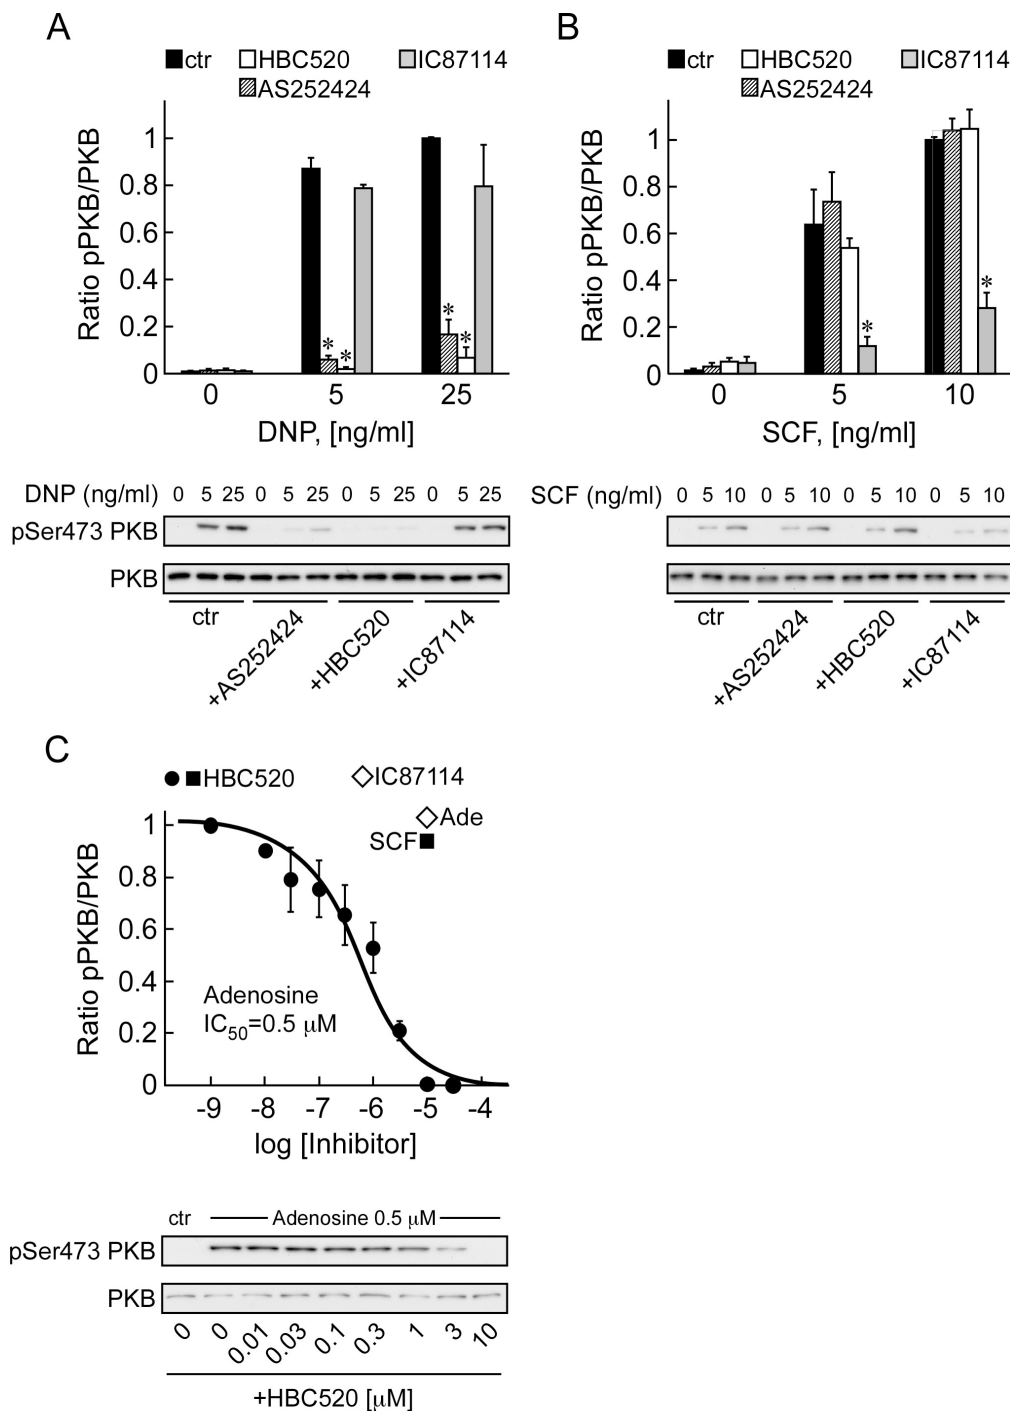 A
ctr HBC520 IC87114
AS252424
Ratio pPKB/PKB
1
0.8
0.6
0.4
0.2
0
* * * *
0 5 25
DNP, [ng/ml]
DNP (ng/ml) 0 5 25 0 5 25 0 5 25 0 5 25
pSer473 PKB
PKB
ctr +AS252424 +HBC520 +IC87114
B
ctr HBC520 IC87114
AS252424
Ratio pPKB/PKB
1
0.8
0.6
0.4
0.2
0
* *
0 5 10
SCF, [ng/ml]
SCF (ng/ml) 0 5 10 0 5 10 0 5 10 0 5 10
ctr +AS252424 +HBC520 +IC87114
C
HBC520 IC87114
Ade
SCF
Ratio pPKB/PKB
1
0.8
0.6
0.4
0.2
0
Adenosine
IC50=0.5 μM
-9 -8 -7 -6 -5 -4
log [Inhibitor]
ctr Adenosine 0.5 μM
pSer473 PKB
PKB
0 0 0.01 0.03 0.1 0.3 1 3 10
+HBC520 [μM]